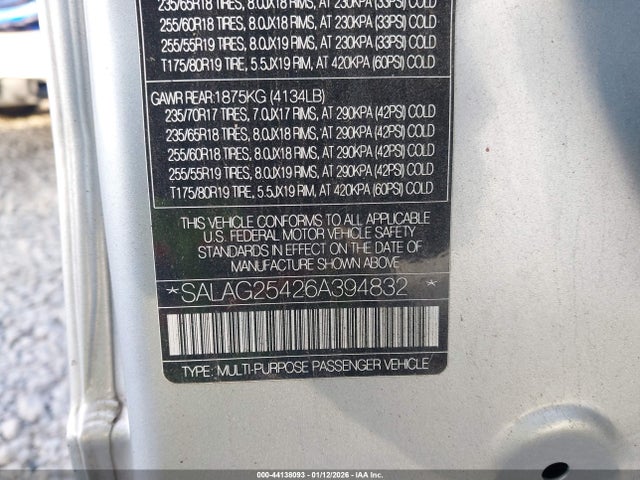 235/65R18 TIRES, 8.0JX18 RIMS, AT 230KPA (33PSI) COLD
255/60R18 TIRES, 8.0JX18 RIMS, AT 230KPA (33PSI) COLD
255/55R19 TIRES, 8.0JX19 RIMS, AT 230KPA (33PSI) COLD
T175/80R19 TIRE, 5.5JX19 RIM, AT 420KPA (60PSI) COLD
GAWR REAR:1875KG (4134LB)
235/70R17 TIRES, 7.0JX17 RIMS, AT 290KPA (42PSI) COLD
235/65R18 TIRES, 8.0JX18 RIMS, AT 290KPA (42PSI) COLD
255/60R18 TIRES, 8.0JX18 RIMS, AT 290KPA (42PSI) COLD
255/55R19 TIRES, 8.0JX19 RIMS, AT 290KPA (42PSI) COLD
T175/80R19 TIRE, 5.5JX19 RIM, AT 420KPA (60PSI) COLD
THIS VEHICLE CONFORMS TO ALL APPLICABLE
U.S. FEDERAL MOTOR VEHICLE SAFETY
STANDARDS IN EFFECT ON THE DATE OF
MANUFACTURE SHOWN ABOVE
*SALAG25426A394832 *
TYPE: MULTI-PURPOSE PASSENGER VEHICLE
000-44138093 - 01/12/2026 - IAAI.COM